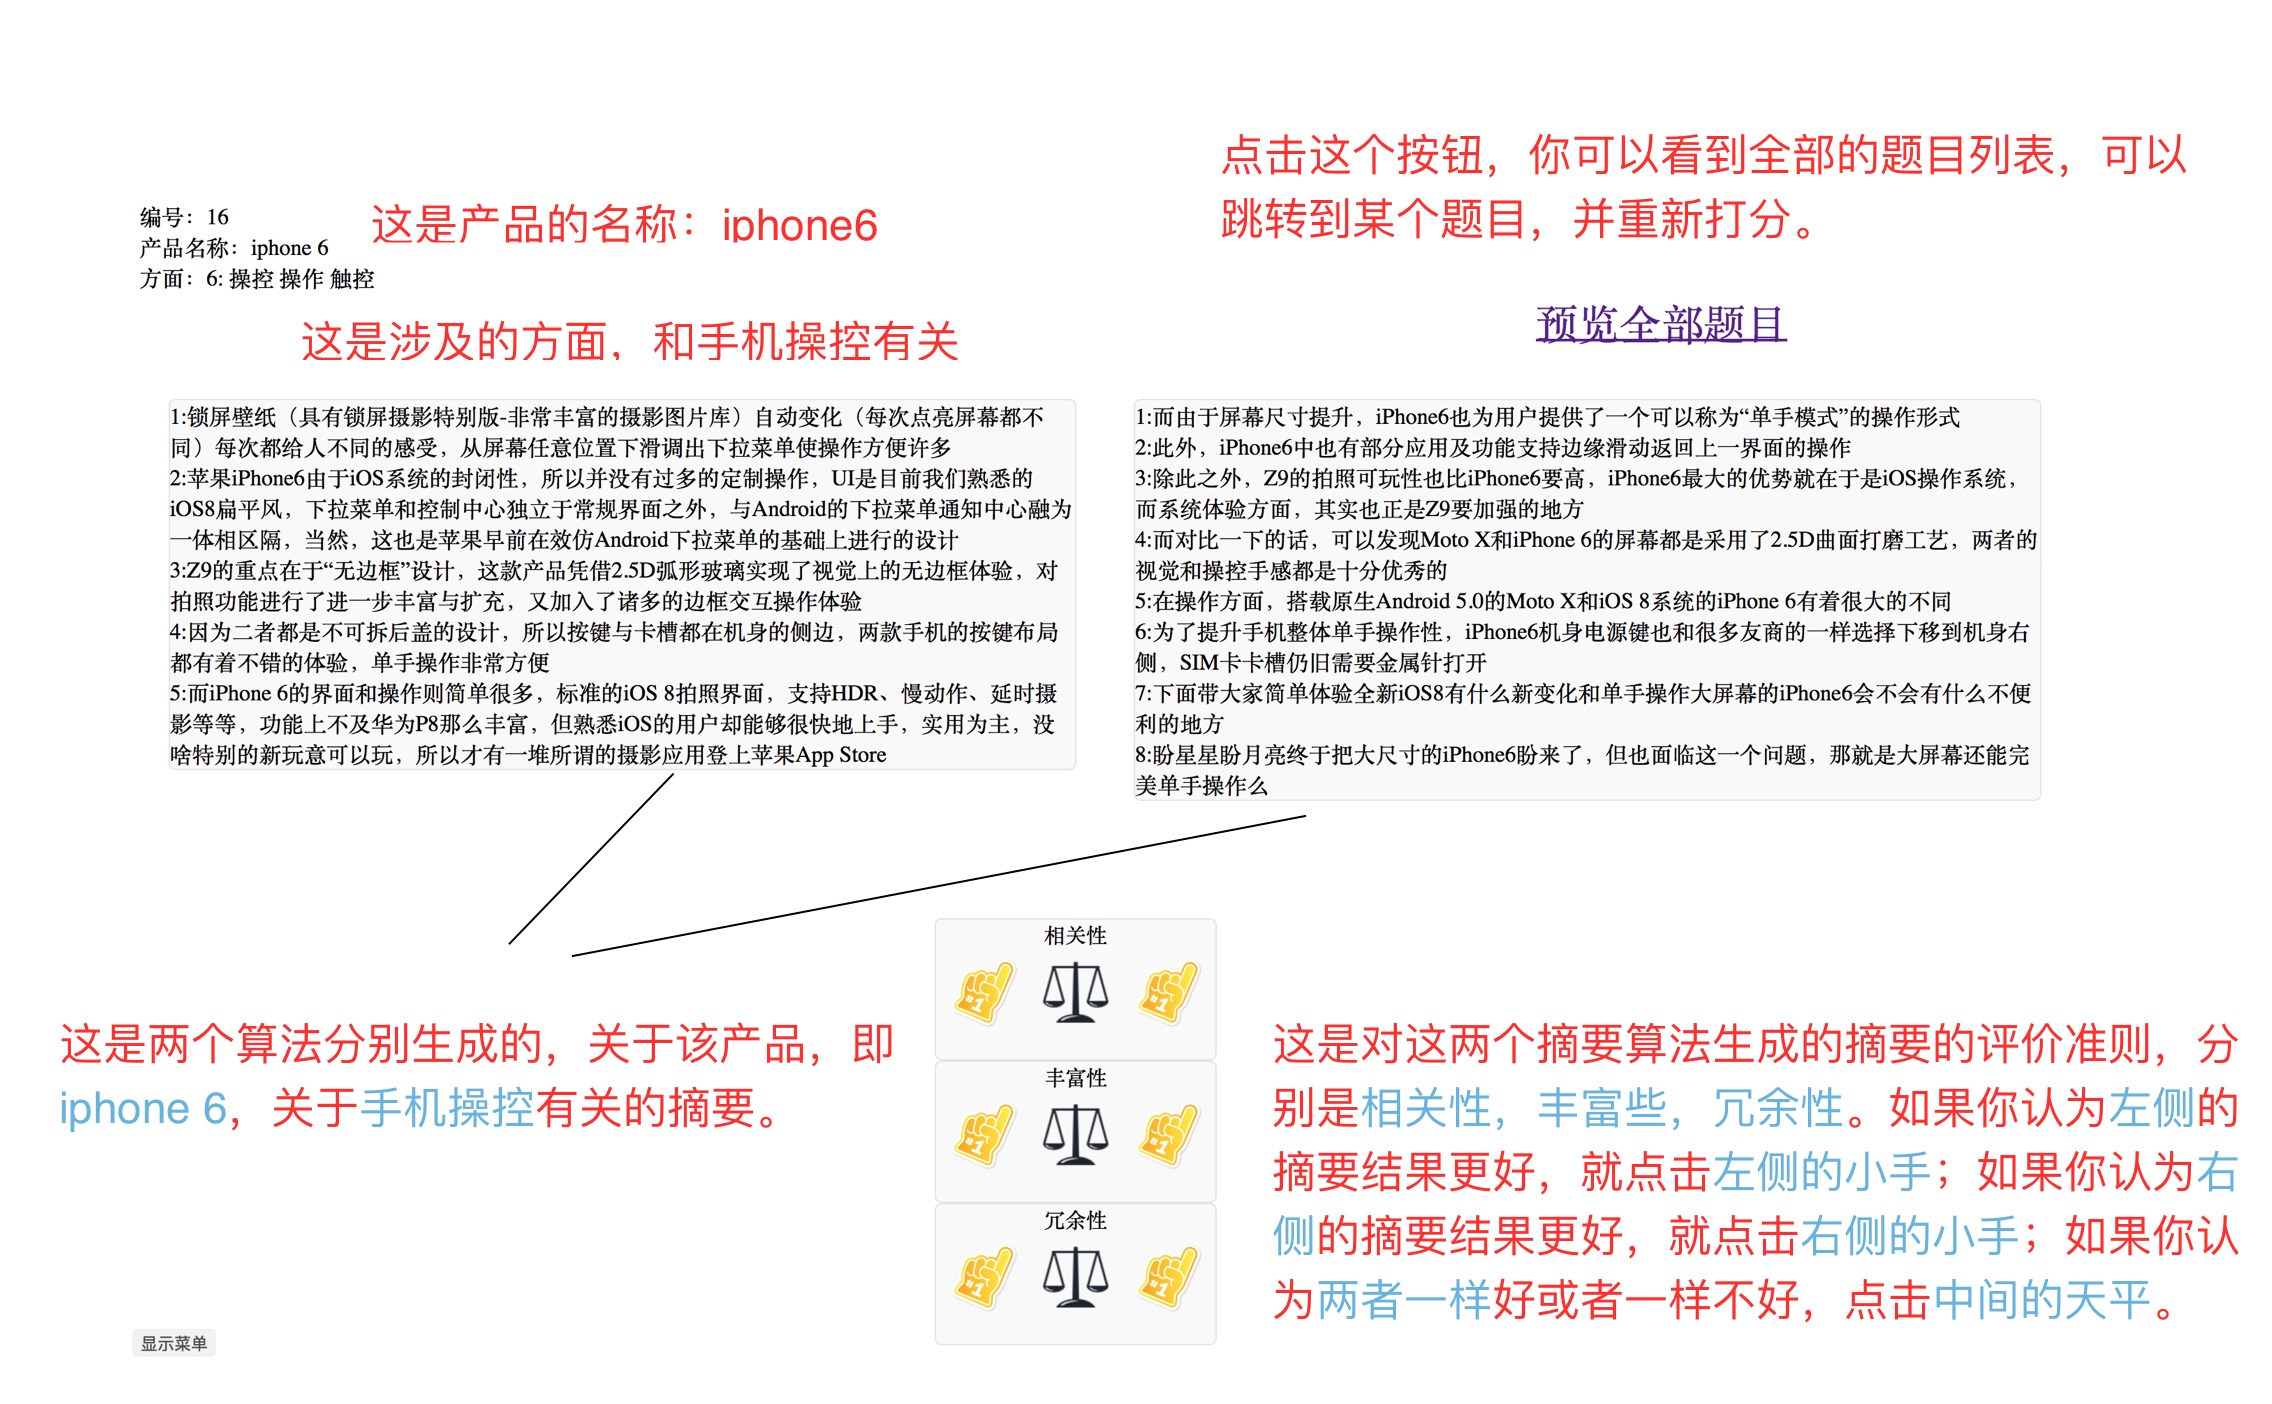 点击这个按钮，你可以看到全部的题目列表，可以
跳转到某个题目，并重新打分。
编号：16
产品名称：iphone 6
方面：6: 操控 操作 触控
这是产品的名称：iphone6
这是涉及的方面，和手机操控有关
预览全部题目
1:锁屏壁纸（具有锁屏摄影特别版-非常丰富的摄影图片库）自动变化（每次点亮屏幕都不
同）每次都给人不同的感受，从屏幕任意位置下滑调出下拉菜单使操作方便许多
2:苹果iPhone6由于iOS系统的封闭性，所以并没有过多的定制操作，UI是目前我们熟悉的
iOS8扁平风，下拉菜单和控制中心独立于常规界面之外，与Android的下拉菜单通知中心融为
一体相区隔，当然，这也是苹果早前在效仿Android下拉菜单的基础上进行的设计
3:Z9的重点在于“无边框”设计，这款产品凭借2.5D弧形玻璃实现了视觉上的无边框体验，对
拍照功能进行了进一步丰富与扩充，又加入了诸多的边框交互操作体验
4:因为二者都是不可拆后盖的设计，所以按键与卡槽都在机身的侧边，两款手机的按键布局
都有着不错的体验，单手操作非常方便
5:而iPhone 6的界面和操作则简单很多，标准的iOS 8拍照界面，支持HDR、慢动作、延时摄
影等等，功能上不及华为P8那么丰富，但熟悉iOS的用户却能够很快地上手，实用为主，没
啥特别的新玩意可以玩，所以才有一堆所谓的摄影应用登上苹果App Store
1:而由于屏幕尺寸提升，iPhone6也为用户提供了一个可以称为“单手模式”的操作形式
2:此外，iPhone6中也有部分应用及功能支持边缘滑动返回上一界面的操作
3:除此之外，Z9的拍照可玩性也比iPhone6要高，iPhone6最大的优势就在于是iOS操作系统，
而系统体验方面，其实也正是Z9要加强的地方
4:而对比一下的话，可以发现Moto X和iPhone 6的屏幕都是采用了2.5D曲面打磨工艺，两者的
视觉和操控手感都是十分优秀的
5:在操作方面，搭载原生Android 5.0的Moto X和iOS 8系统的iPhone 6有着很大的不同
6:为了提升手机整体单手操作性，iPhone6机身电源键也和很多友商的一样选择下移到机身右
侧，SIM卡卡槽仍旧需要金属针打开
7:下面带大家简单体验全新iOS8有什么新变化和单手操作大屏幕的iPhone6会不会有什么不便
利的地方
8:盼星星盼月亮终于把大尺寸的iPhone6盼来了，但也面临这一个问题，那就是大屏幕还能完
美单手操作么
这是两个算法分别生成的，关于该产品，即
iphone 6，关于手机操控有关的摘要。
相关性
#1
#1
丰富性
#1
#1
冗余性
#1
#1
这是对这两个摘要算法生成的摘要的评价准则，分
别是相关性，丰富些，冗余性。如果你认为左侧的
摘要结果更好，就点击左侧的小手；如果你认为右
侧的摘要结果更好，就点击右侧的小手；如果你认
为两者一样好或者一样不好，点击中间的天平。
显示菜单